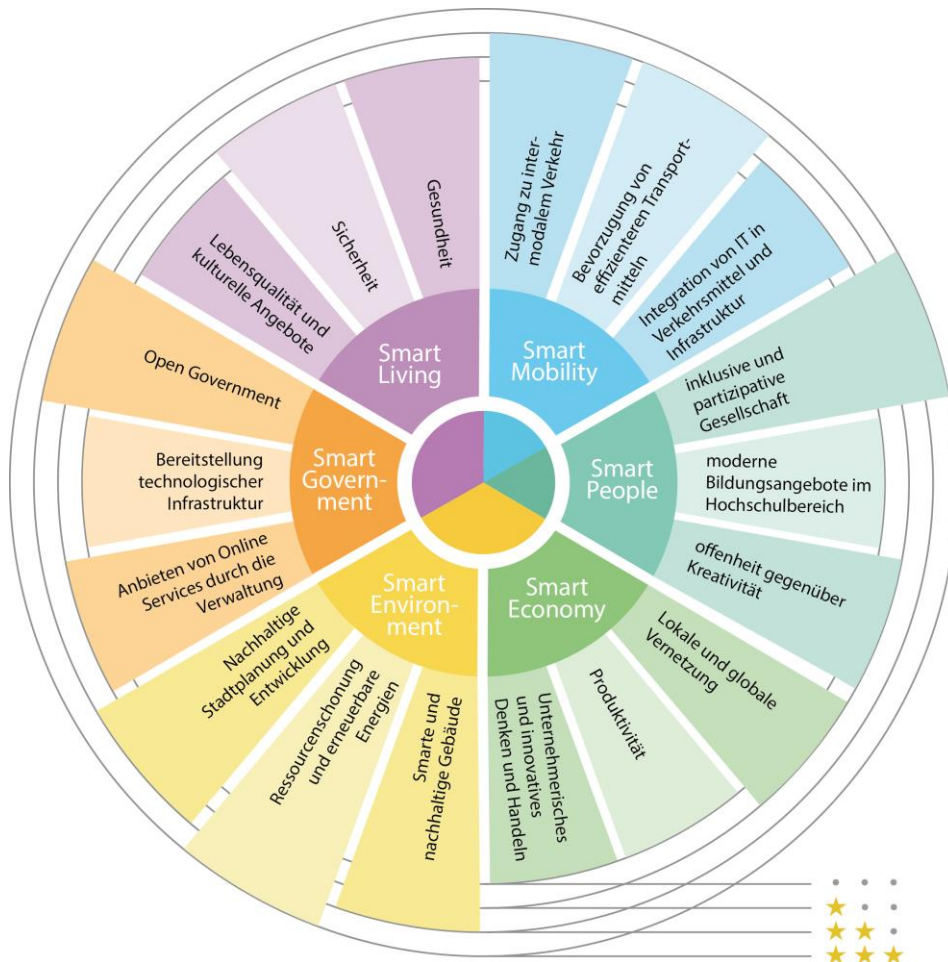 Gesundheit
Sicherheit
Lebensqualität und
kulturelle Angebote
Smart
Living
Zugang zu inter-
modalem Verkehr
Bevorzugung von
effizienteren Transport-
mitteln
Integration von IT in
Verkehrsmittel und
Infrastruktur
Smart
Mobility
inklusive und
partizipative
Gesellschaft
moderne
Bildungsangebote im
Hochschulbereich
offenheit gegenüber
Kreativität
Smart
People
Lokale und globale
Vernetzung
Produktivität
Unternehmerisches
und innovatives
Denken und Handeln
Smart
Economy
Smarte und
nachhaltige Gebäude
Ressourcenschonung
und erneuerbare
Energien
Nachhaltige
Stadtplanung und
Entwicklung
Smart
Environ-
ment
Anbieten von Online
Services durch die
Verwaltung
Bereitstellung
technologischer
Infrastruktur
Open Government
Smart
Govern-
ment